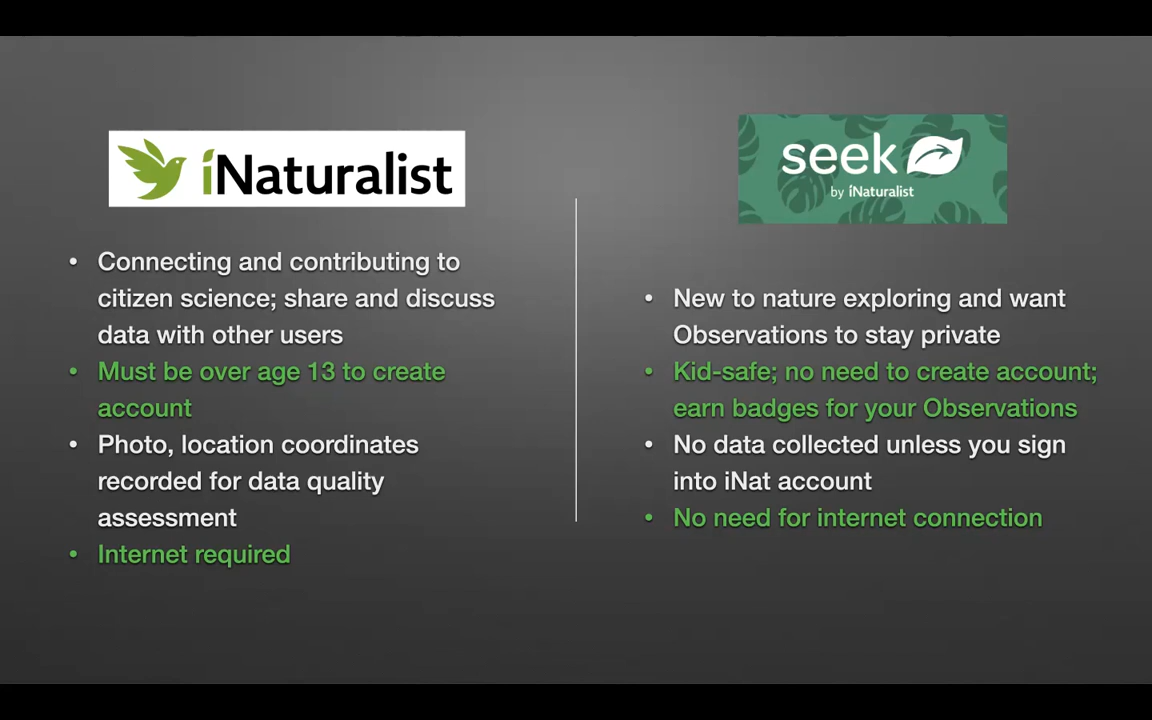 iNaturalist
• Connecting and contributing to
citizen science; share and discuss
data with other users
• Must be over age 13 to create
account
• Photo, location coordinates
recorded for data quality
assessment
• Internet required
seek
by iNaturalist
• New to nature exploring and want
Observations to stay private
• Kid-safe; no need to create account;
earn badges for your Observations
• No data collected unless you sign
into iNat account
• No need for internet connection